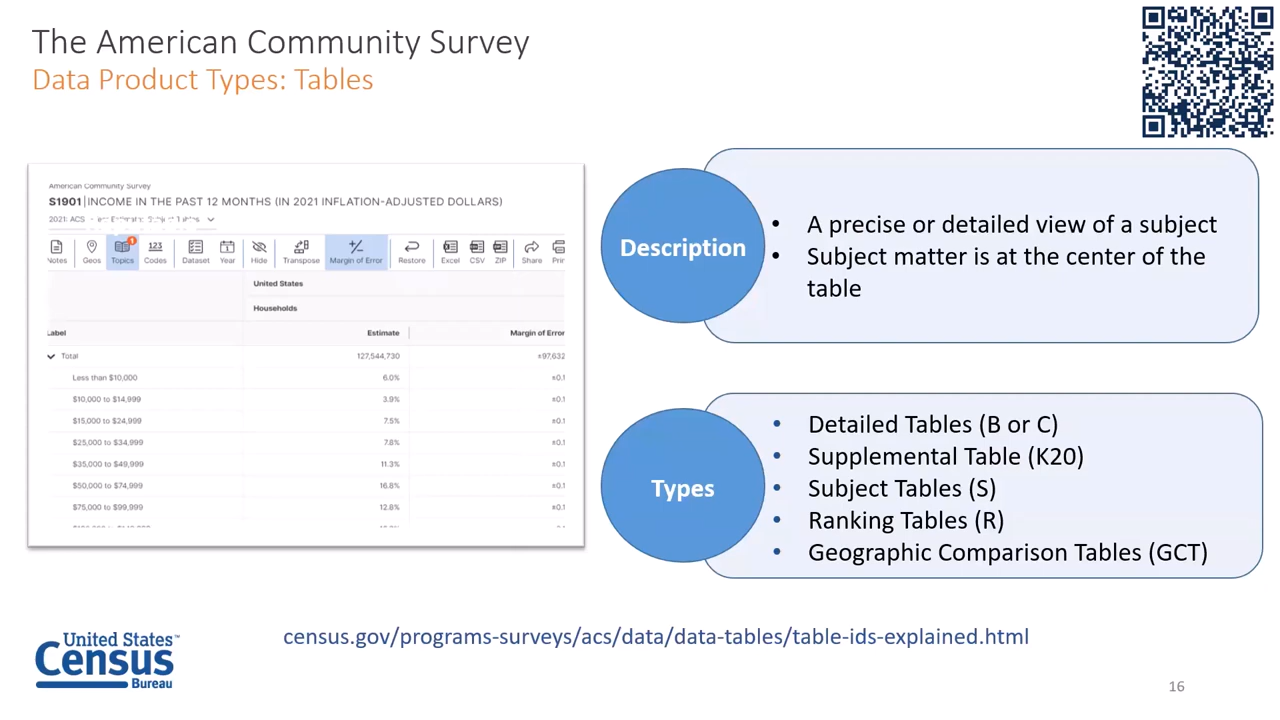 The American Community Survey
Data Product Types: Tables
American Community Survey
S1901 | INCOME IN THE PAST 12 MONTHS (IN 2021 INFLATION-ADJUSTED DOLLARS)
2021: ACS
Notes Geos Topics 1 Codes 123 Dataset Year Hide Transpose Margin of Error Restore Excel CSV ZIP Share
United States
Households
Label Estimate Margin of Error
Total 127,544,730 ±97,632
Less than $10,000 6.0% ±0.1
$10,000 to $14,999 3.9% ±0.1
$15,000 to $24,999 7.5% ±0.1
$25,000 to $34,999 7.8% ±0.1
$35,000 to $49,999 11.3% ±0.1
$50,000 to $74,999 16.8% ±0.1
$75,000 to $99,999 12.8% ±0.1
Description
• A precise or detailed view of a subject
• Subject matter is at the center of the
table
Types
• Detailed Tables (B or C)
• Supplemental Table (K20)
• Subject Tables (S)
• Ranking Tables (R)
• Geographic Comparison Tables (GCT)
census.gov/programs-surveys/acs/data/data-tables/table-ids-explained.html
United States™
Census
Bureau
16